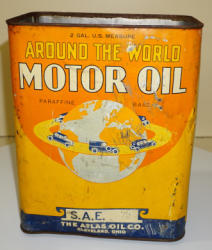 2 GAL. U.S. MEASURE
AROUND THE WORLD
MOTOR OIL
PARAFFINE BASE
S.A.E.
THE ATLAS OIL CO.
CLEVELAND, OHIO